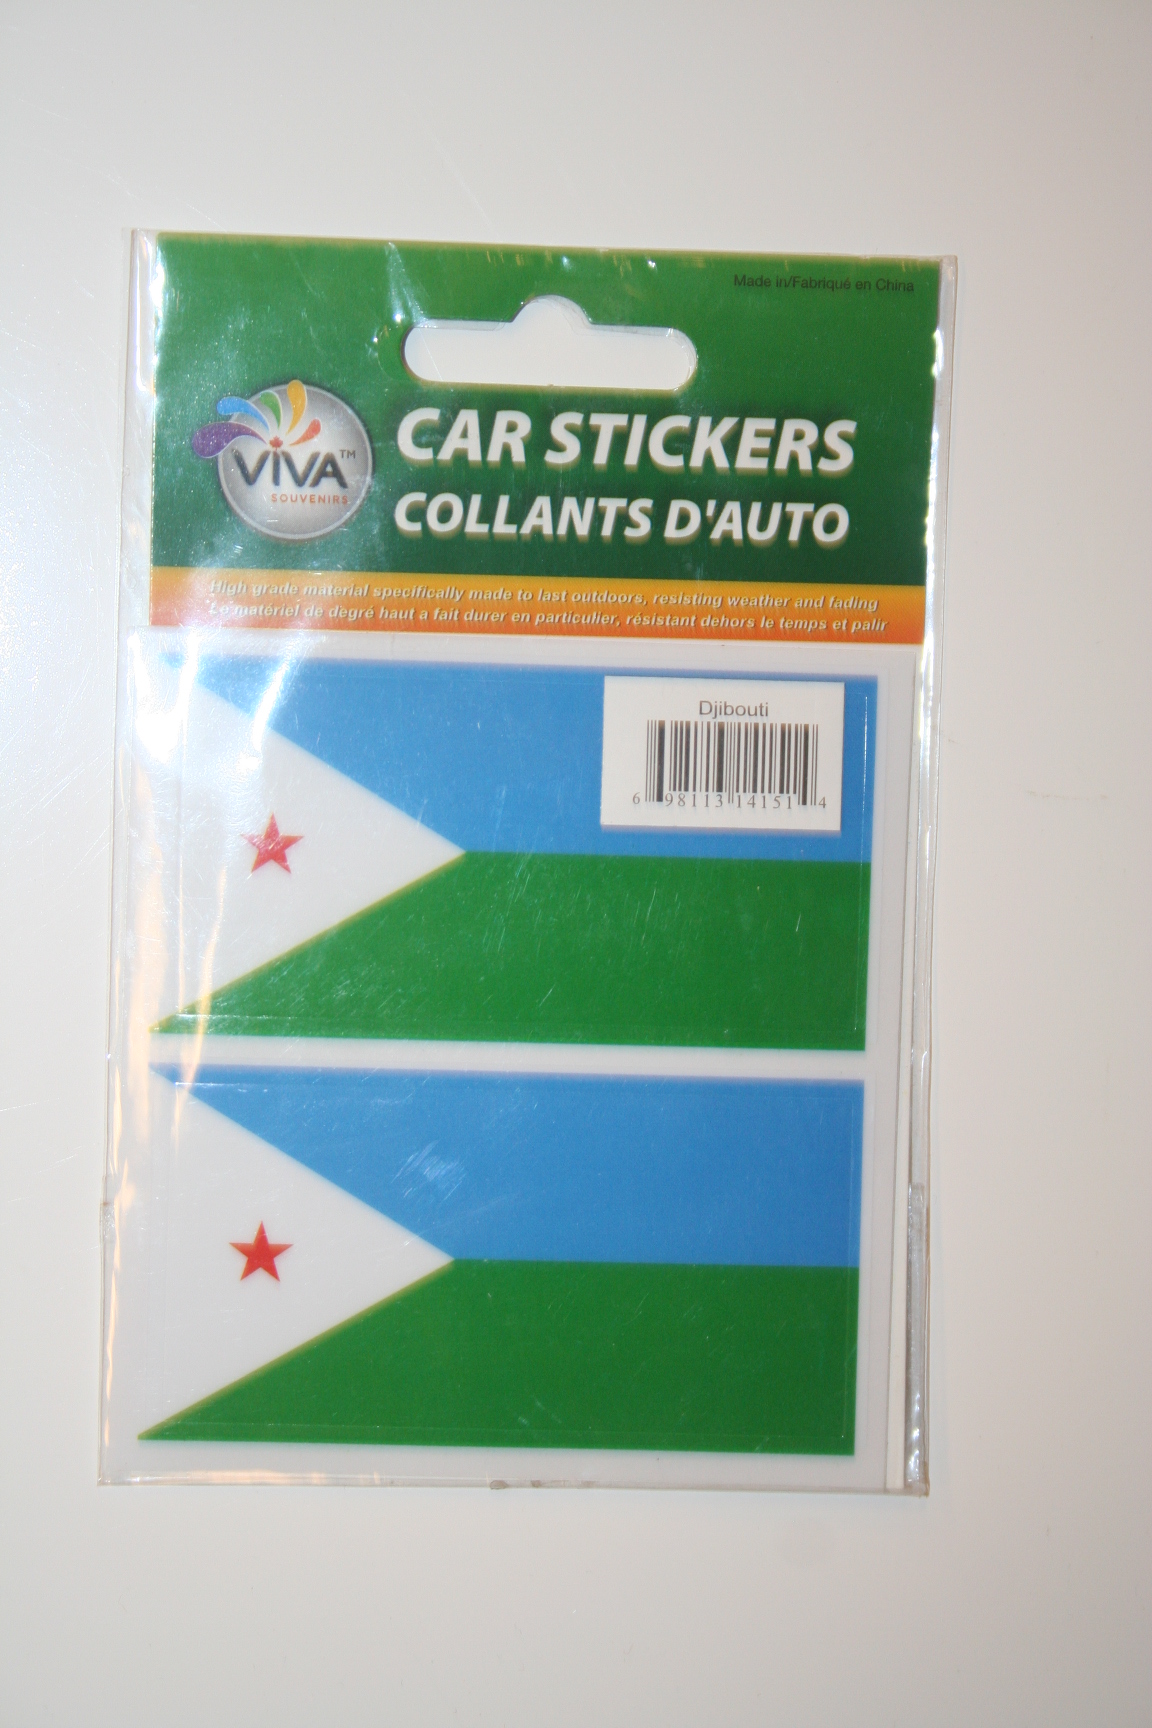 Made in/Fabriqué en China
VIVA™
SOUVENIRS
CAR STICKERS
COLLANTS D'AUTO
High grade material specifically made to last outdoors, resisting weather and fading
Le matériel de degré haut a fait durer en particulier, résistant dehors le temps et palir
Djibouti
6 98113 14151 4